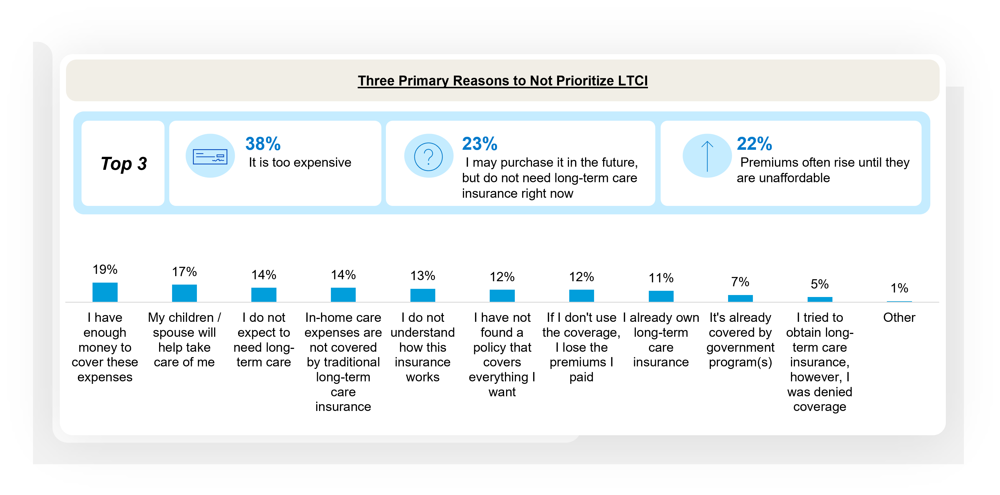 Three Primary Reasons to Not Prioritize LTCI
Top 3
38%
It is too expensive
23%
I may purchase it in the future,
but do not need long-term care
insurance right now
22%
Premiums often rise until they
are unaffordable
19%
17%
14%
14%
13%
12%
12%
11%
7%
5%
1%
I have
enough
money to
cover these
expenses
My children /
spouse will
help take
care of me
I do not
expect to
need long-
term care
In-home care
expenses are
not covered
by traditional
long-term
care
insurance
I do not
understand
how this
insurance
works
I have not
found a
policy that
covers
everything I
want
If I don't use
the coverage,
I lose the
premiums I
paid
I already own
long-term
care
insurance
It's already
covered by
government
program(s)
I tried to
obtain long-
term care
insurance,
however, I
was denied
coverage
Other